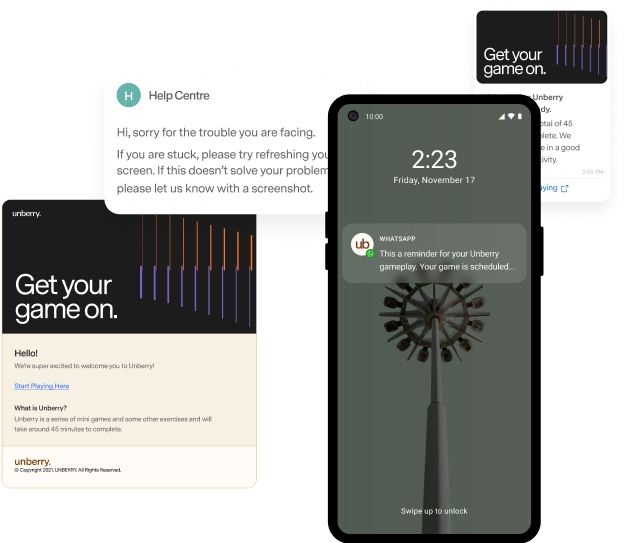 Get your
game on.
Unberry
dy.
total of 45
plete. We
e in a good
tivity.
2:55 PM
aying
H
Help Centre
Hi, sorry for the trouble you are facing.
If you are stuck, please try refreshing you
screen. If this doesn't solve your problem
please let us know with a screenshot.
10:00
2:23
Friday, November 17
ub
WHATSAPP
This a reminder for your Unberry
gameplay. Your game is scheduled...
Swipe up to unlock
unberry.
Get your
game on.
Hello!
We're super excited to welcome you to Unberry!
Start Playing Here
What is Unberry?
Unberry is a series of mini games and some other exercises and will
take around 45 minutes to complete.
unberry.
© Copyright 2021, UNBERRY. All Rights Reserved.